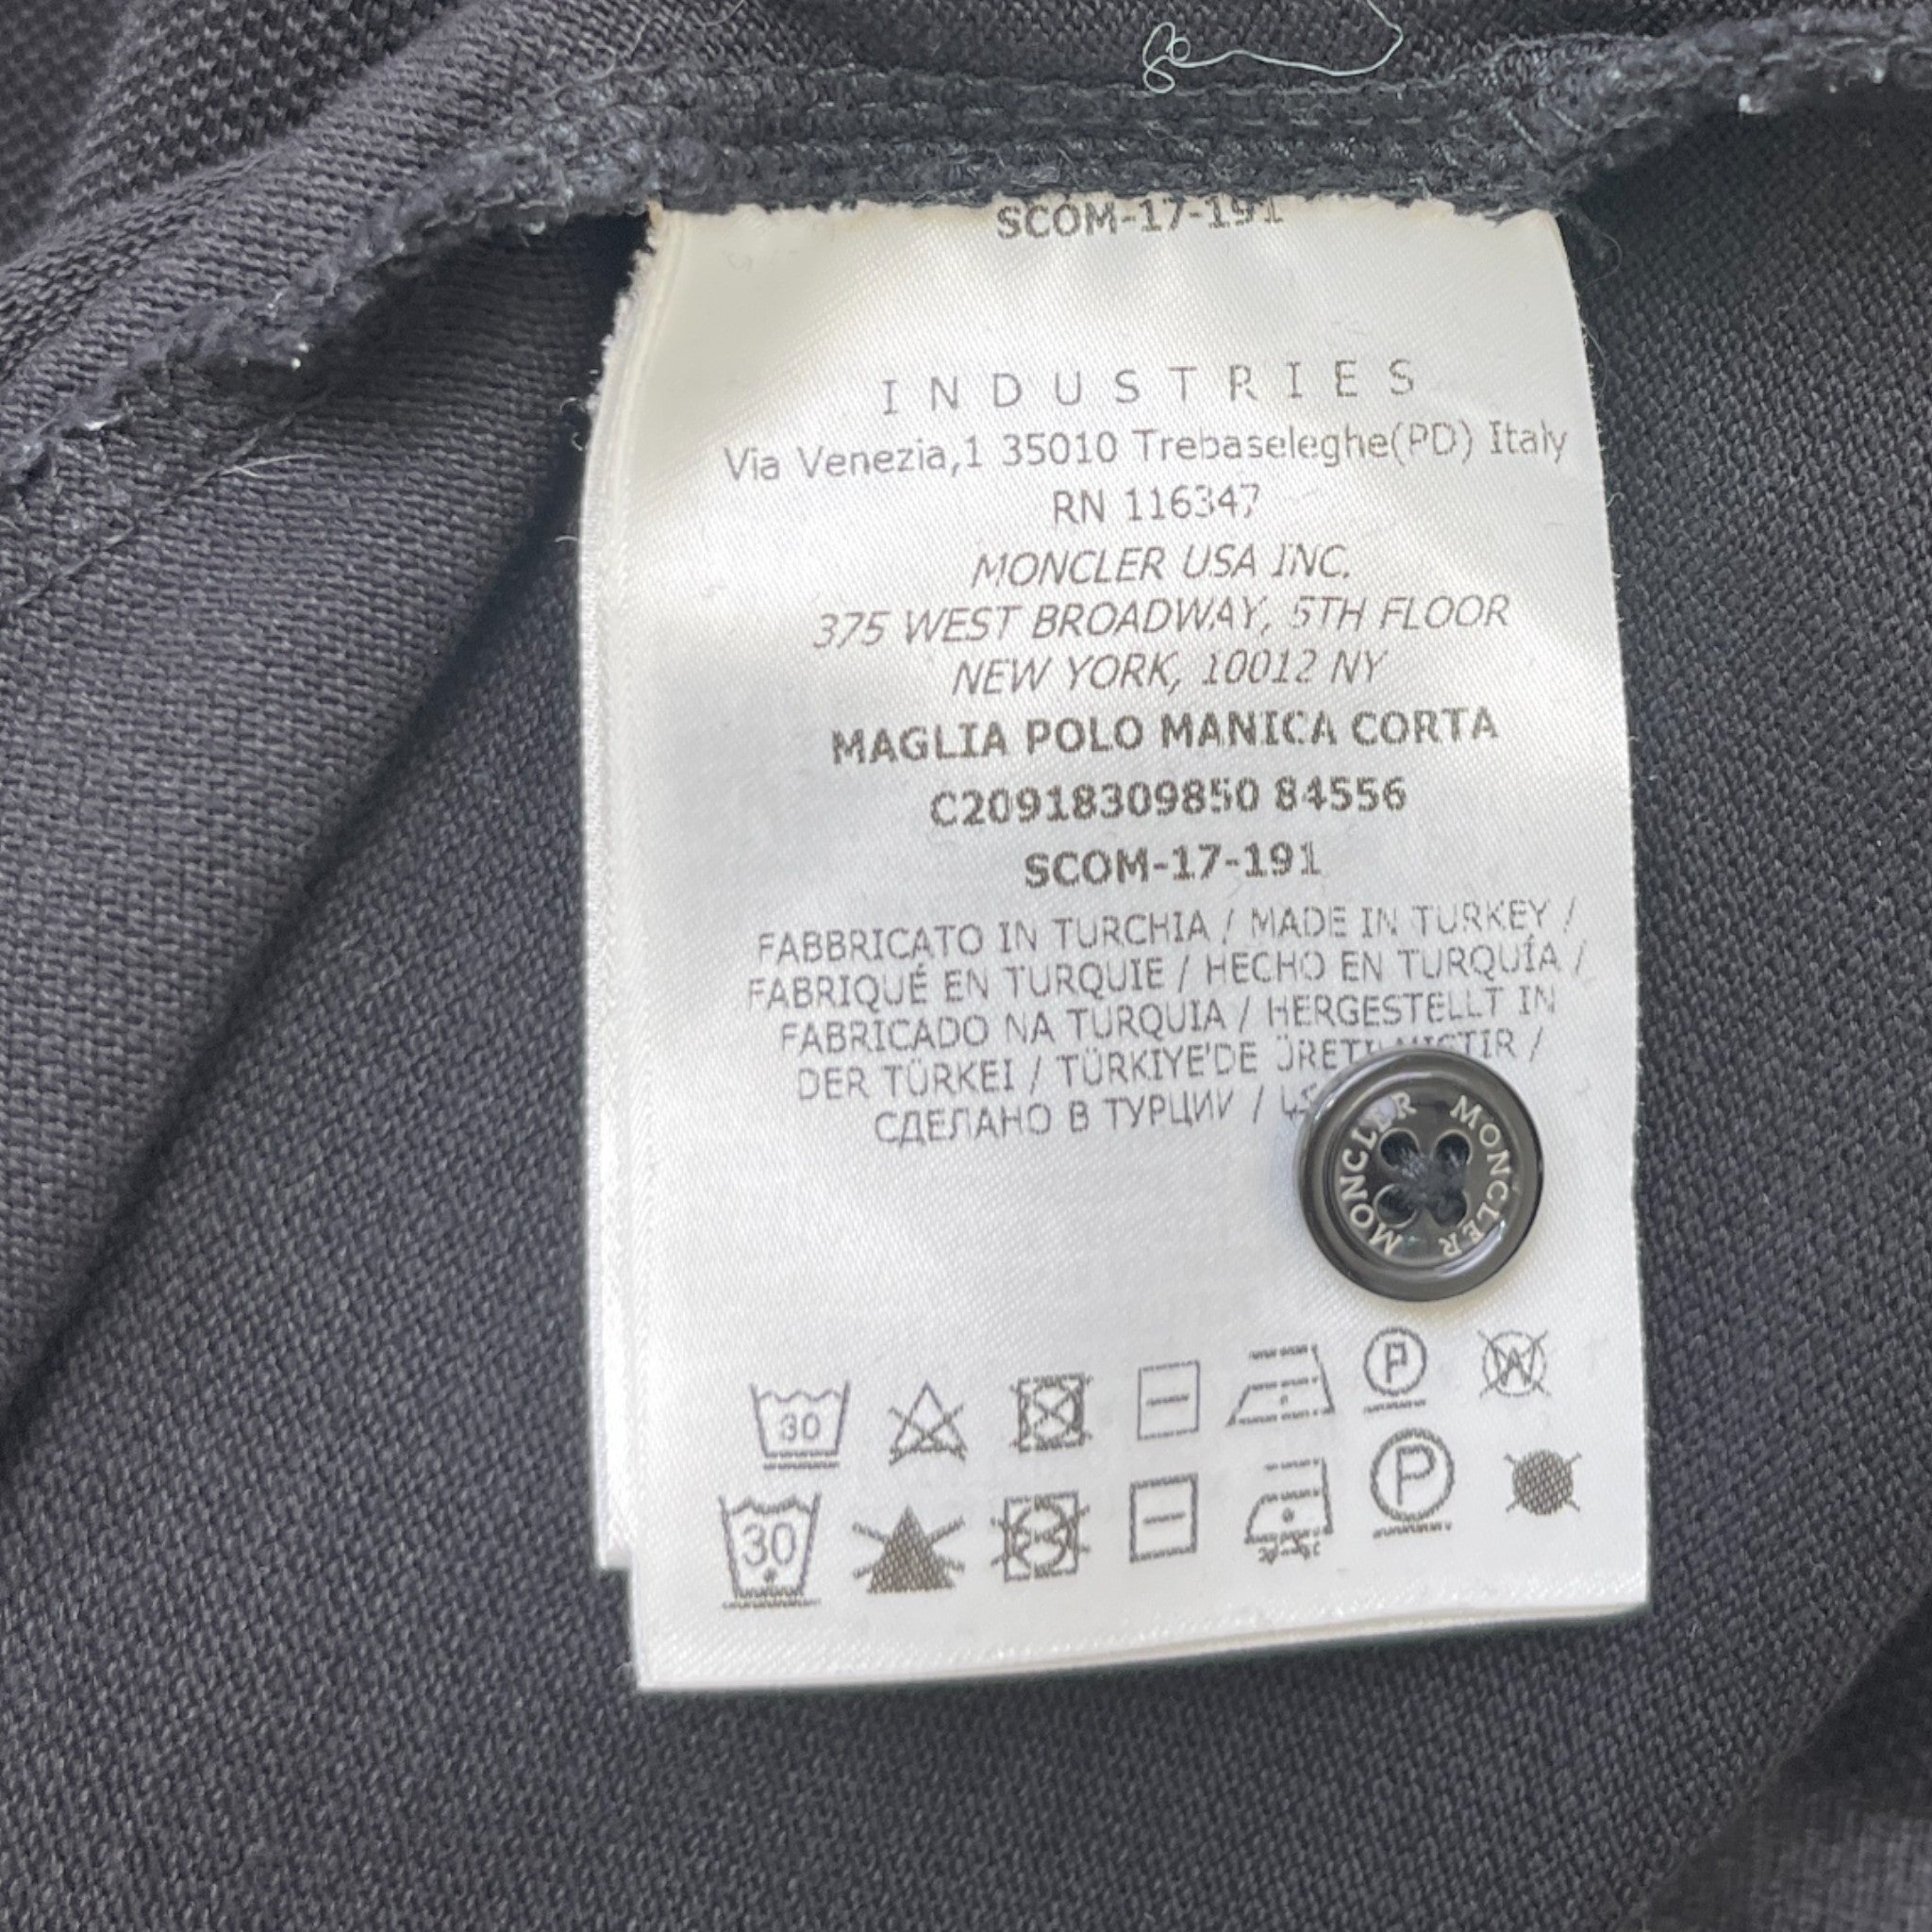 SCOM-17-191
INDUSTRIES
Via Venezia,1 35010 Trebaseleghe(PD) Italy
RN 116347
MONCLER USA INC.
375 WEST BROADWAY, 5TH FLOOR
NEW YORK, 10012 NY
MAGLIA POLO MANICA CORTA
C20918309850 84556
SCOM-17-191
FABBRICATO IN TURCHIA / MADE IN TURKEY /
FABRIQUÉ EN TURQUIE / HECHO EN TURQUÍA /
FABRICADO NA TURQUIA / HERGESTELLT IN
DER TÜRKEI / TÜRKIYE'DE /
СДЕЛАНО В ТУРЦИИ /
MONCLER MONCLER
30 P W
30 P